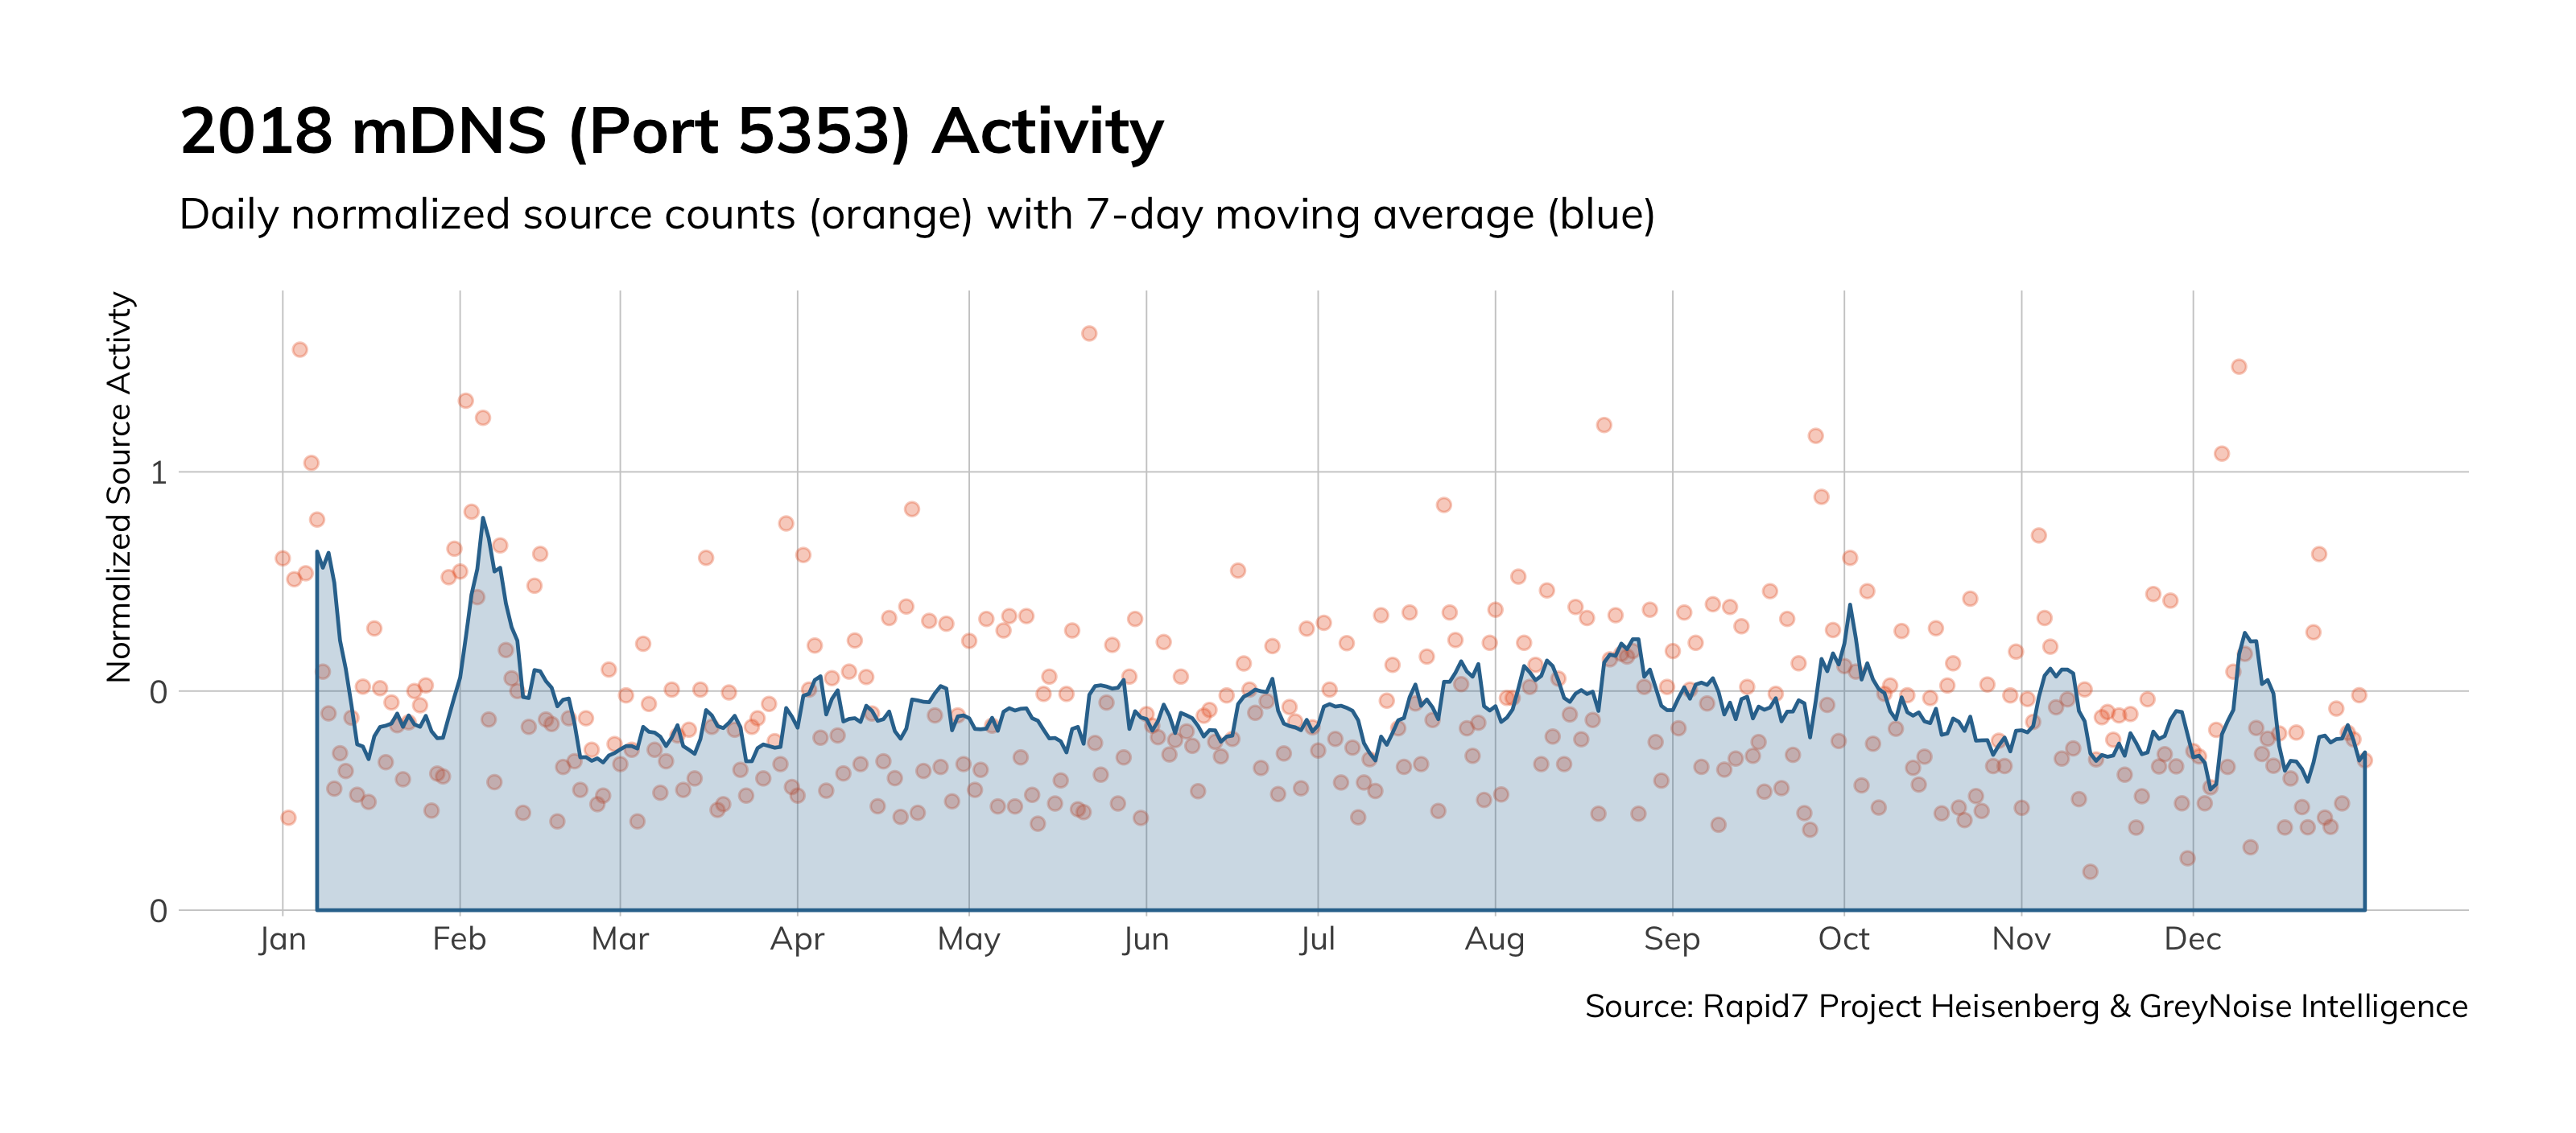 2018 mDNS (Port 5353) Activity
Daily normalized source counts (orange) with 7-day moving average (blue)
Normalized Source Activty
1
0
0
Jan Feb Mar Apr May Jun Jul Aug Sep Oct Nov Dec
Source: Rapid7 Project Heisenberg & GreyNoise Intelligence